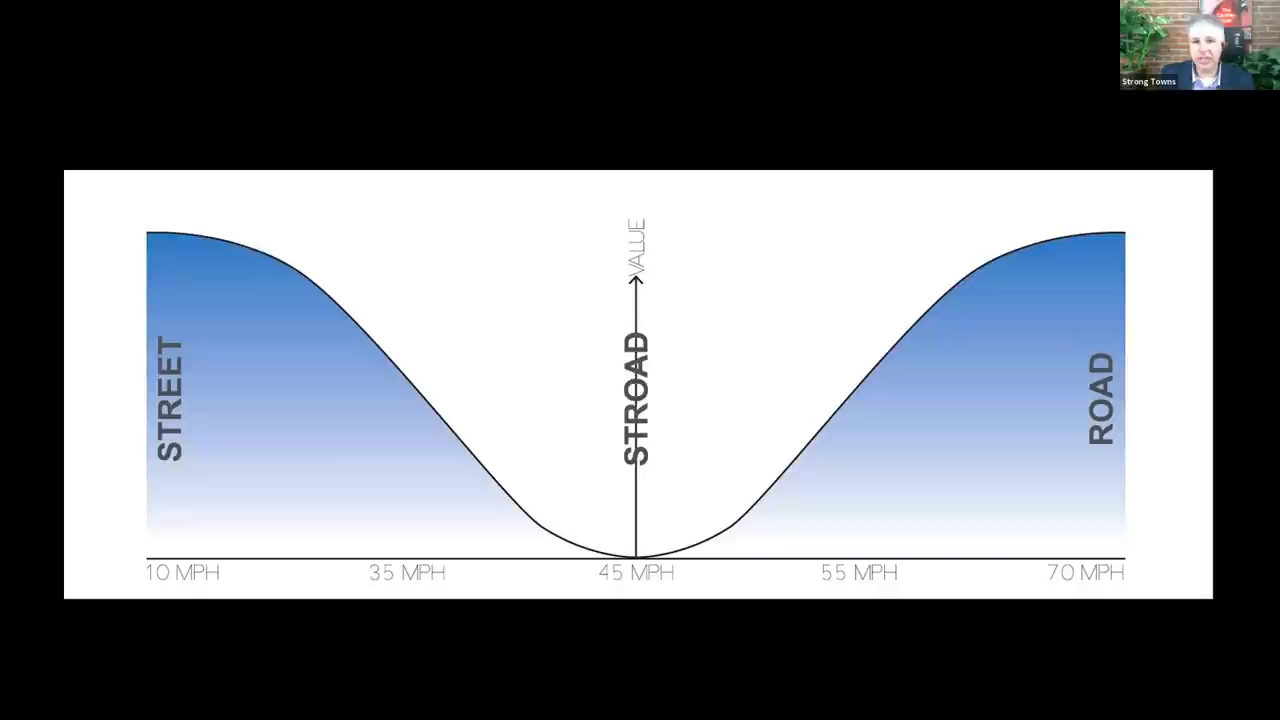 Strong Towns
VALUE
STREET
STROAD
ROAD
10 MPH
35 MPH
45 MPH
55 MPH
70 MPH